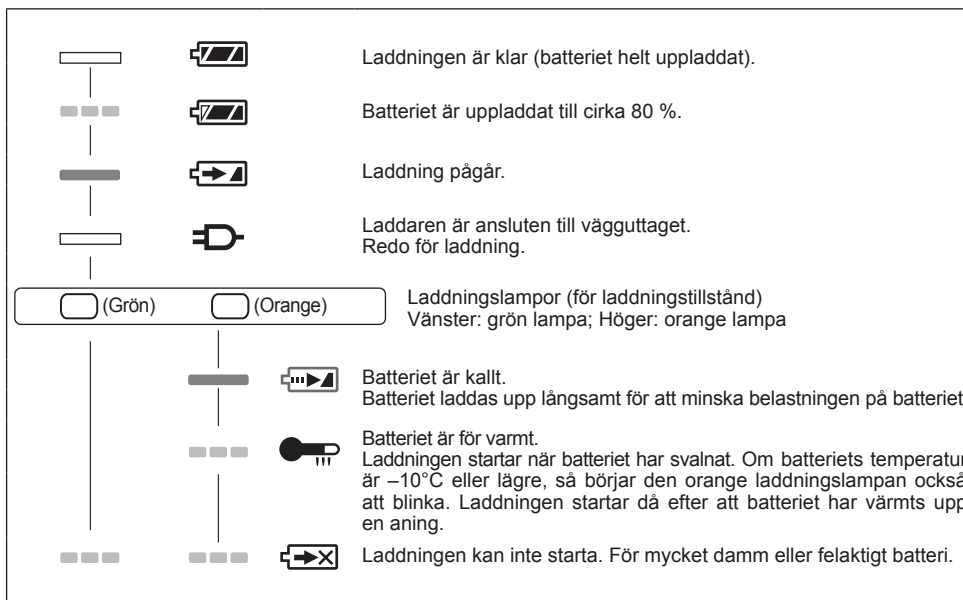 Laddningen är klar (batteriet helt uppladdat).
Batteriet är uppladdat till cirka 80 %.
Laddning pågår.
Laddaren är ansluten till vägguttaget.
Redo för laddning.
(Grön)
(Orange)
Laddningslampor (för laddningstillstånd)
Vänster: grön lampa; Höger: orange lampa
Batteriet är kallt.
Batteriet laddas upp långsamt för att minska belastningen på batteriet
Batteriet är för varmt.
Laddningen startar när batteriet har svalnat. Om batteriets temperatur
är –10°C eller lägre, så börjar den orange laddningslampan också
att blinka. Laddningen startar då efter att batteriet har värmts upp
en aning.
Laddningen kan inte starta. För mycket damm eller felaktigt batteri.